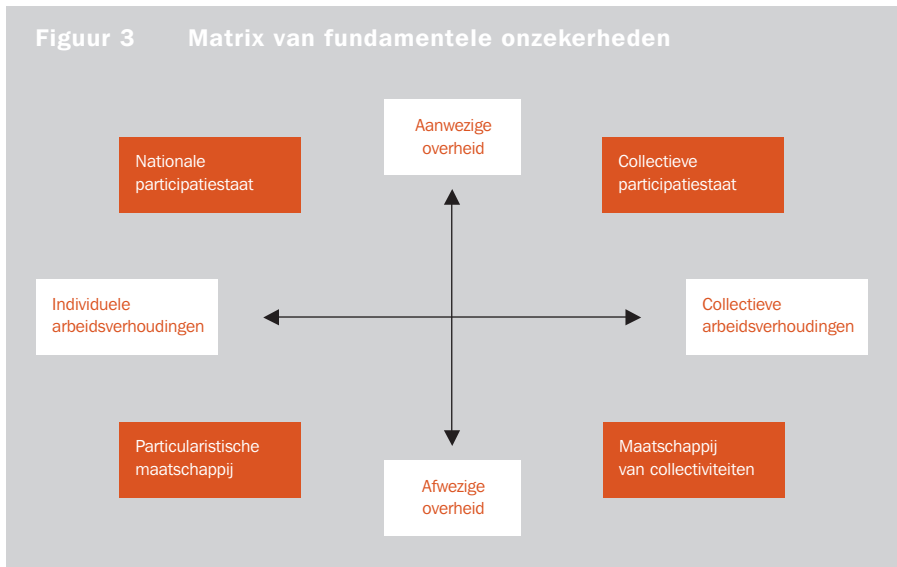 Figuur 3 Matrix van fundamentele onzekerheden
Aanwezige
overheid
Nationale
participatiestaat
Collectieve
participatiestaat
Individuele
arbeidsverhoudingen
Collectieve
arbeidsverhoudingen
Particularistische
maatschappij
Maatschappij
van collectiviteiten
Afwezige
overheid